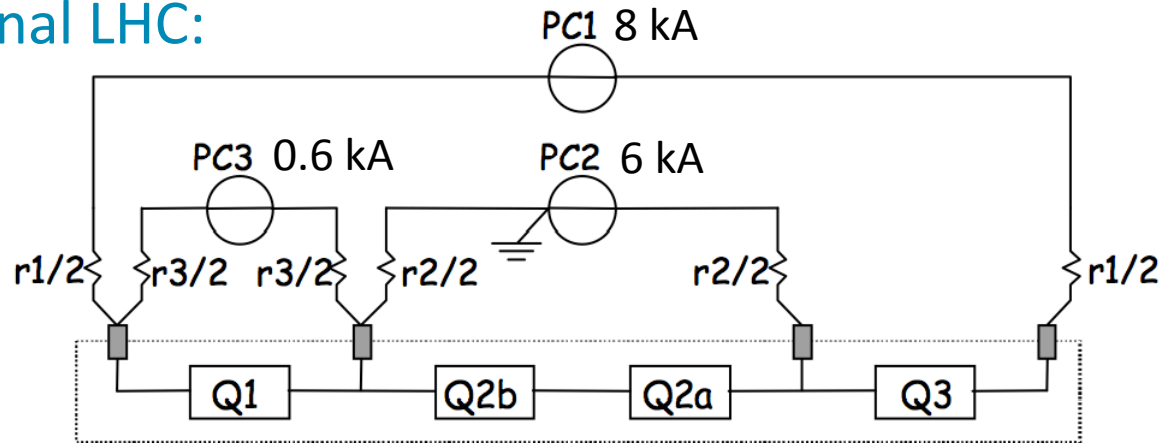 nal LHC:
PC1 8 kA
PC3 0.6 kA
PC2 6 kA
r1/2
r3/2
r3/2
r2/2
r2/2
r1/2
Q1
Q2b
Q2a
Q3